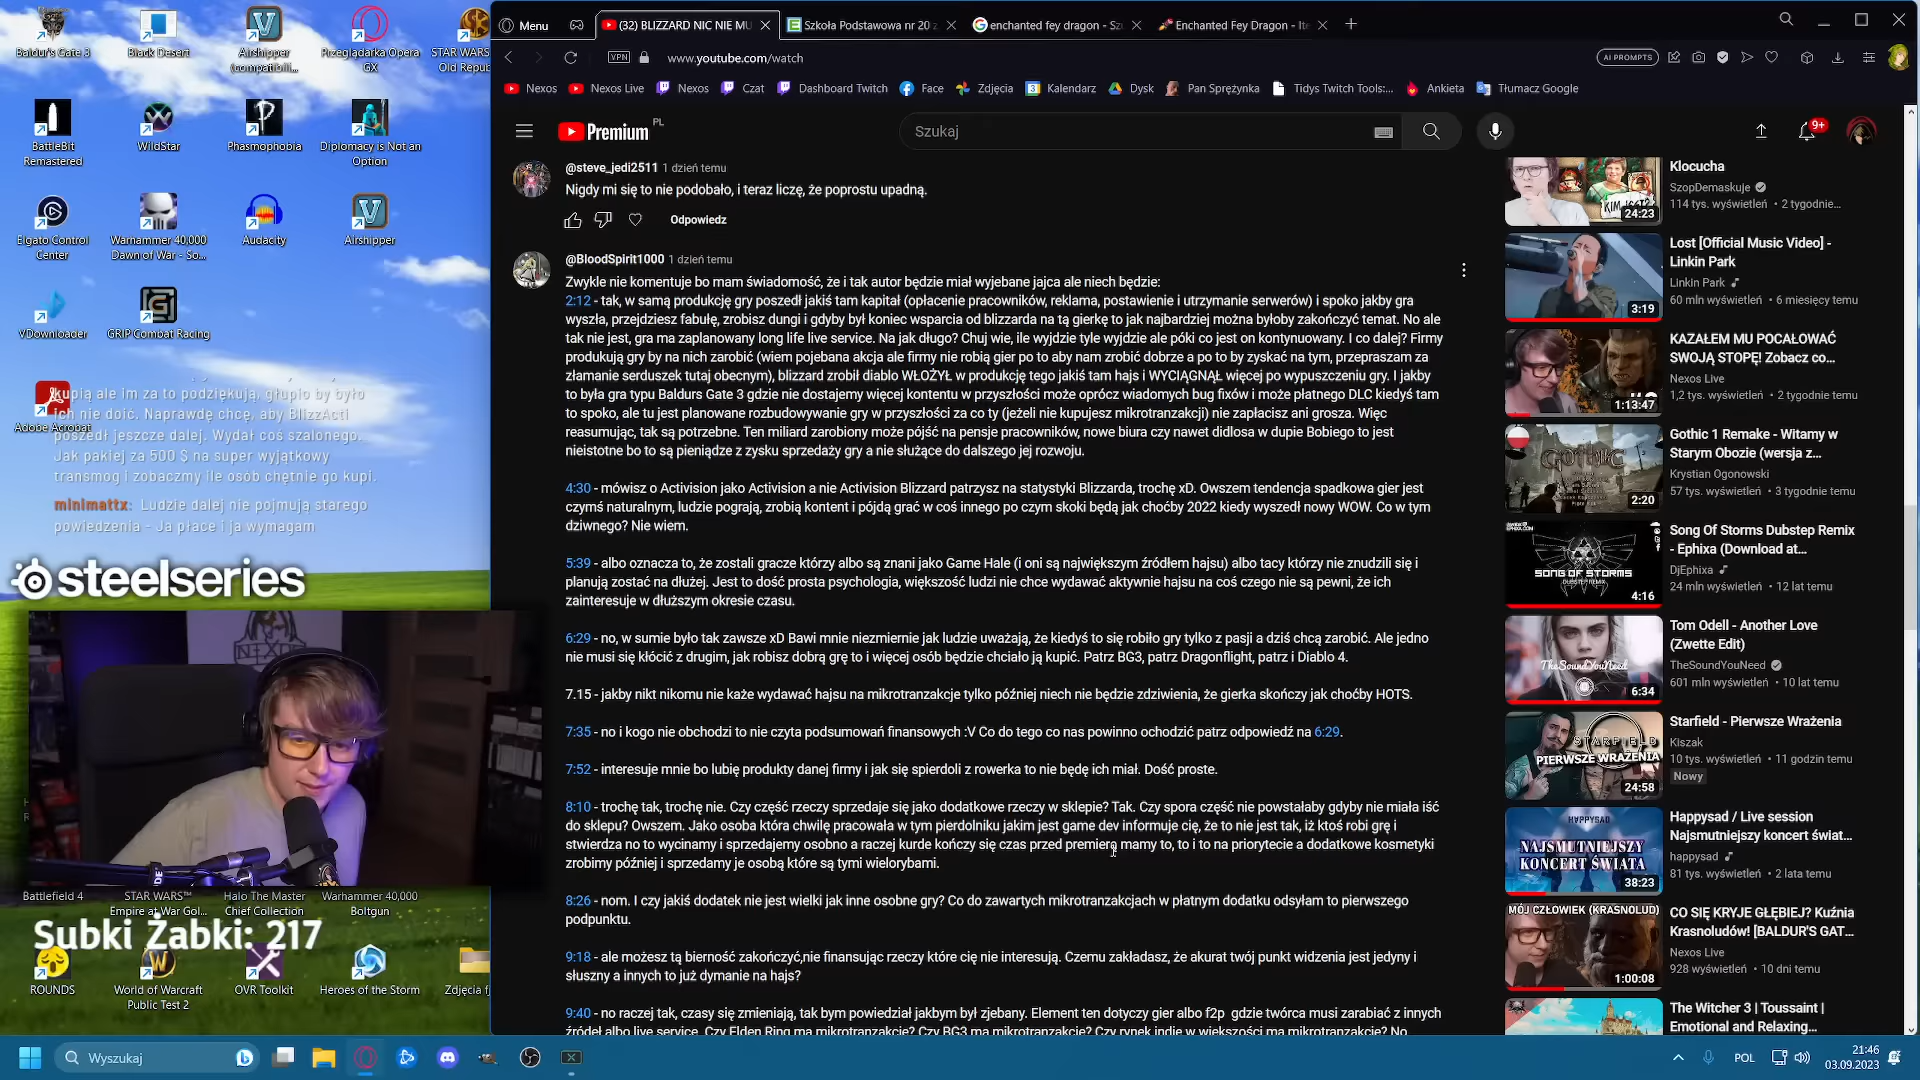 Baldur's Gate 3
Black Desert
Airshipper
(compatibili...
Przeglądarka Opera
GX
STAR WARS
Old Repub
BattleBit
Remastered
WildStar
Phasmophobia
Diplomacy is Not an
Option
Elgato Control
Center
Warhammer 40,000
Dawn of War - So...
Audacity
Airshipper
VDownloader
GRIP Combat Racing
Adobe Acrobat
kupią ale im za to podziękują, głupio by było
ich nie doić. Naprawdę chcę, aby BlizzActi
poszedł jeszcze dalej. Wydał coś szalonego.
Jak pakiej za 500 $ na super wyjątkowy
transmog i zobaczmy ile osób chętnie go kupi.
minimattx: Ludzie dalej nie pojmują starego
powiedzenia - Ja płace i ja wymagam
steelseries
Battlefield 4
STAR WARS™
Empire at War Gol...
Halo The Master
Chief Collection
Warhammer 40,000
Boltgun
Subki Żabki: 217
ROUNDS
World of Warcraft
Public Test 2
OVR Toolkit
Heroes of the Storm
Zdjęcia f
Menu
(32) BLIZZARD NIC NIE MU
Szkoła Podstawowa nr 20 z
enchanted fey dragon - Sz
Enchanted Fey Dragon - Ite
VPN
www.youtube.com/watch
AI PROMPTS
Nexos
Nexos Live
Nexos
Czat
Dashboard Twitch
Face
Zdjęcia
Kalendarz
Dysk
Pan Sprężynka
Tidys Twitch Tools:...
Ankieta
Tłumacz Google
Premium PL
Szukaj
9+
@steve_jedi2511 1 dzień temu
Nigdy mi się to nie podobało, i teraz liczę, że poprostu upadną.
Odpowiedz
@BloodSpirit1000 1 dzień temu
Zwykle nie komentuje bo mam świadomość, że i tak autor będzie miał wyjebane jajca ale niech będzie:
2:12 - tak, w samą produkcję gry poszedł jakiś tam kapitał (opłacenie pracowników, reklama, postawienie i utrzymanie serwerów) i spoko jakby gra
wyszła, przejdziesz fabułę, zrobisz dungi i gdyby był koniec wsparcia od blizzarda na tą gierkę to jak najbardziej można byłoby zakończyć temat. No ale
tak nie jest, gra ma zaplanowany long life live service. Na jak długo? Chuj wie, ile wyjdzie tyle wyjdzie ale póki co jest on kontynuowany. I co dalej? Firmy
produkują gry by na nich zarobić (wiem pojebana akcja ale firmy nie robią gier po to aby nam zrobić dobrze a po to by zyskać na tym, przepraszam za
złamanie serduszek tutaj obecnym), blizzard zrobił diablo WŁOŻYŁ w produkcję tego jakiś tam hajs i WYCIĄGNĄŁ więcej po wypuszczeniu gry. I jakby
to była gra typu Baldurs Gate 3 gdzie nie dostajemy więcej kontentu w przyszłości może oprócz wiadomych bug fixów i może płatnego DLC kiedyś tam
to spoko, ale tu jest planowane rozbudowywanie gry w przyszłości za co ty (jeżeli nie kupujesz mikrotranzakcji) nie zapłacisz ani grosza. Więc
reasumując, tak są potrzebne. Ten miliard zarobiony może pójść na pensje pracowników, nowe biura czy nawet didlosa w dupie Bobiego to jest
nieistotne bo to są pieniądze z zysku sprzedaży gry a nie służące do dalszego jej rozwoju.
4:30 - mówisz o Activision jako Activision a nie Activision Blizzard patrzysz na statystyki Blizzarda, trochę xD. Owszem tendencja spadkowa gier jest
czymś naturalnym, ludzie pograją, zrobią kontent i pójdą grać w coś innego po czym skoki będą jak choćby 2022 kiedy wyszedł nowy WOW. Co w tym
dziwnego? Nie wiem.
5:39 - albo oznacza to, że zostali gracze którzy albo są znani jako Game Hale (i oni są największym źródłem hajsu) albo tacy którzy nie znudzili się i
planują zostać na dłużej. Jest to dość prosta psychologia, większość ludzi nie chce wydawać aktywnie hajsu na coś czego nie są pewni, że ich
zainteresuje w dłuższym okresie czasu.
6:29 - no, w sumie było tak zawsze xD Bawi mnie niezmiernie jak ludzie uważają, że kiedyś to się robiło gry tylko z pasji a dziś chcą zarobić. Ale jedno
nie musi się kłócić z drugim, jak robisz dobrą grę to i więcej osób będzie chciało ją kupić. Patrz BG3, patrz Dragonflight, patrz i Diablo 4.
7.15 - jakby nikt nikomu nie każe wydawać hajsu na mikrotranzakcje tylko później niech nie będzie zdziwienia, że gierka skończy jak choćby HOTS.
7:35 - no i kogo nie obchodzi to nie czyta podsumowań finansowych :V Co do tego co nas powinno ochodzić patrz odpowiedź na 6:29.
7:52 - interesuje mnie bo lubię produkty danej firmy i jak się spierdoli z rowerka to nie będę ich miał. Dość proste.
8:10 - trochę tak, trochę nie. Czy część rzeczy sprzedaje się jako dodatkowe rzeczy w sklepie? Tak. Czy spora część nie powstałaby gdyby nie miała iść
do sklepu? Owszem. Jako osoba która chwilę pracowała w tym pierdolniku jakim jest game dev informuje cię, że to nie jest tak, iż ktoś robi grę i
stwierdza no to wycinamy i sprzedajemy osobno a raczej kurde kończy się czas przed premierą mamy to, to i to na priorytecie a dodatkowe kosmetyki
zrobimy później i sprzedamy je osobą które są tymi wielorybami.
8:26 - nom. I czy jakiś dodatek nie jest wielki jak inne osobne gry? Co do zawartych mikrotranzakcjach w płatnym dodatku odsyłam to pierwszego
podpunktu.
9:18 - ale możesz tą bierność zakończyć,nie finansując rzeczy które cię nie interesują. Czemu zakładasz, że akurat twój punkt widzenia jest jedyny i
słuszny a innych to już dymanie na hajs?
9:40 - no raczej tak, czasy się zmieniają, tak bym powiedział jakbym był zjebany. Element ten dotyczy gier albo f2p gdzie twórca musi zarabiać z innych
źródeł albo live service. Czy Elden Ring ma mikrotranzakcje? Czy BG3 ma mikrotranzakcje? Czy rynek indie w większości ma mikrotranzakcje? No
KIM JEST?
24:23
Klocucha
SzopDemaskuje
114 tys. wyświetleń • 2 tygodnie...
3:19
Lost [Official Music Video] -
Linkin Park
Linkin Park
60 mln wyświetleń • 6 miesięcy temu
1:13:47
KAZAŁEM MU POCAŁOWAĆ
SWOJĄ STOPĘ! Zobacz co...
Nexos Live
1,2 tys. wyświetleń • 2 tygodnie temu
GOTHIC
2:20
Gothic 1 Remake - Witamy w
Starym Obozie (wersja z...
Krystian Ogonowski
57 tys. wyświetleń • 3 tygodnie temu
SONG OF STORMS
4:16
Song Of Storms Dubstep Remix
- Ephixa (Download at...
DjEphixa
24 mln wyświetleń • 12 lat temu
TheSoundYouNeed
6:34
Tom Odell - Another Love
(Zwette Edit)
TheSoundYouNeed
601 mln wyświetleń • 10 lat temu
STARFIELD
PIERWSZE WRAŻENIA
24:58
Starfield - Pierwsze Wrażenia
Kiszak
10 tys. wyświetleń • 11 godzin temu
Nowy
HAPPYSAD
NAJSMUTNIEJSZY
KONCERT ŚWIATA
38:23
Happysad / Live session
Najsmutniejszy koncert świat...
happysad
81 tys. wyświetleń • 2 lata temu
MÓJ CZŁOWIEK (KRASNOLUD)
1:00:08
CO SIĘ KRYJE GŁĘBIEJ? Kuźnia
Krasnoludów! [BALDUR'S GAT...
Nexos Live
928 wyświetleń • 10 dni temu
The Witcher 3 | Toussaint |
Emotional and Relaxing...
Wyszukaj
POL
21:46
03.09.2023